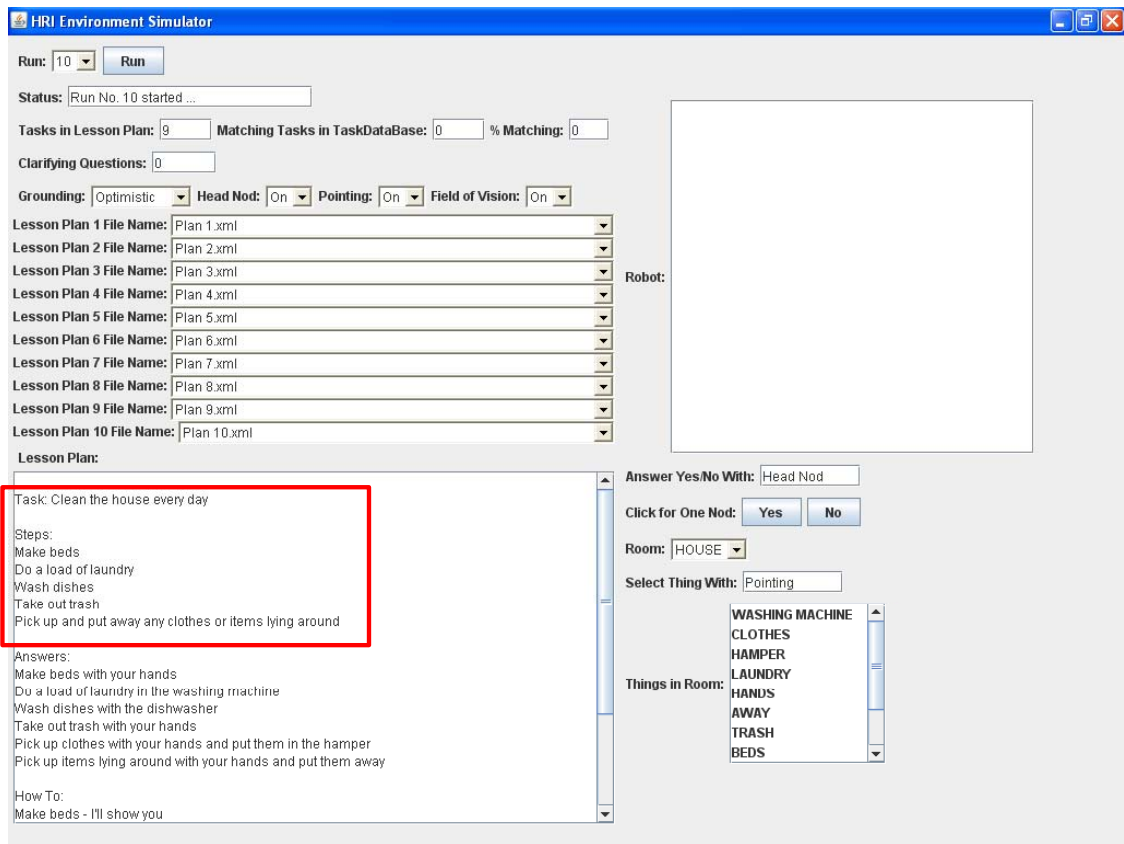 HRI Environment Simulator
Run: 10 Run
Status: Run No. 10 started ...
Tasks in Lesson Plan: 9 Matching Tasks in TaskDataBase: 0 % Matching: 0
Clarifying Questions: 0
Grounding: Optimistic Head Nod: On Pointing: On Field of Vision: On
Lesson Plan 1 File Name: Plan 1.xml
Lesson Plan 2 File Name: Plan 2.xml
Lesson Plan 3 File Name: Plan 3.xml
Lesson Plan 4 File Name: Plan 4.xml
Lesson Plan 5 File Name: Plan 5.xml
Lesson Plan 6 File Name: Plan 6.xml
Lesson Plan 7 File Name: Plan 7.xml
Lesson Plan 8 File Name: Plan 8.xml
Lesson Plan 9 File Name: Plan 9.xml
Lesson Plan 10 File Name: Plan 10.xml
Lesson Plan:
Task: Clean the house every day
Steps:
Make beds
Do a load of laundry
Wash dishes
Take out trash
Pick up and put away any clothes or items lying around
Answers:
Make beds with your hands
Do a load of laundry in the washing machine
Wash dishes with the dishwasher
Take out trash with your hands
Pick up clothes with your hands and put them in the hamper
Pick up items lying around with your hands and put them away
How To:
Make beds - I'll show you
Robot:
Answer Yes/No With: Head Nod
Click for One Nod: Yes No
Room: HOUSE
Select Thing With: Pointing
Things in Room:
WASHING MACHINE
CLOTHES
HAMPER
LAUNDRY
HANDS
AWAY
TRASH
BEDS